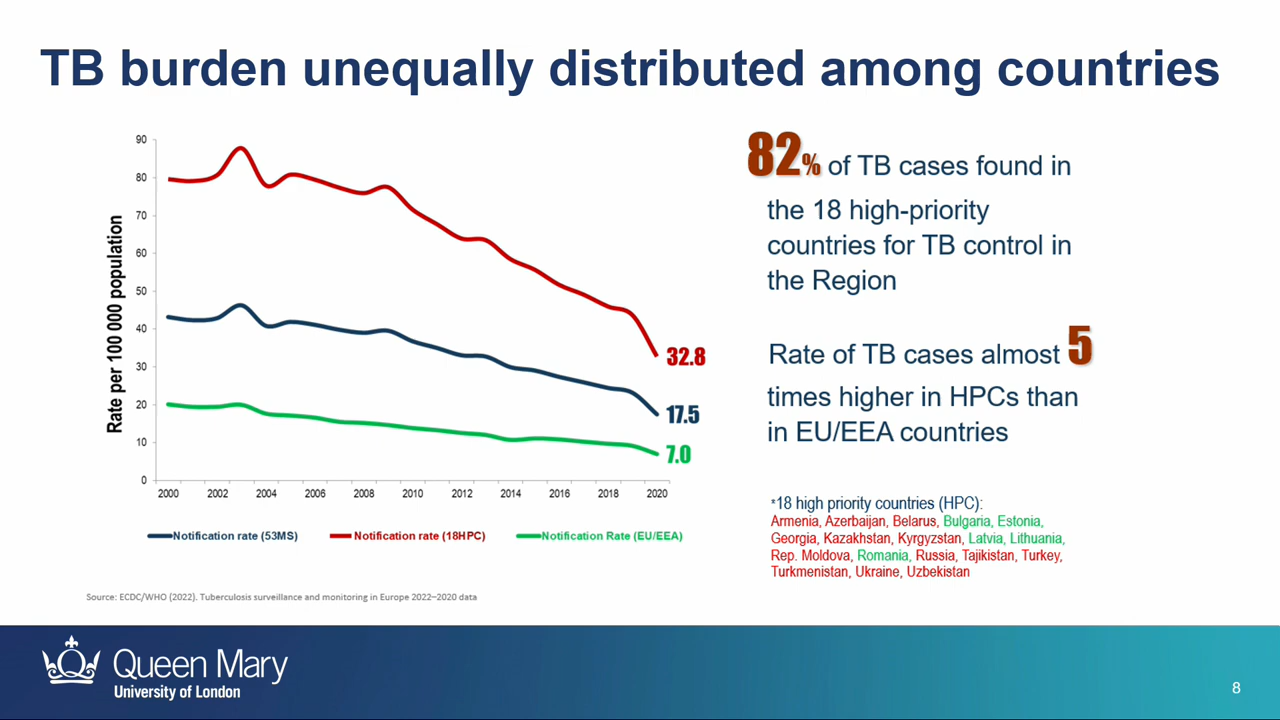 TB burden unequally distributed among countries
90
80
70
60
50
40
30
20
10
0
Rate per 100 000 population
2000 2002 2004 2006 2008 2010 2012 2014 2016 2018 2020
32.8
17.5
7.0
Notification rate (53MS) Notification rate (18HPC) Notification Rate (EU/EEA)
Source: ECDC/WHO (2022). Tuberculosis surveillance and monitoring in Europe 2022–2020 data
82% of TB cases found in
the 18 high-priority
countries for TB control in
the Region
Rate of TB cases almost 5
times higher in HPCs than
in EU/EEA countries
*18 high priority countries (HPC):
Armenia, Azerbaijan, Belarus, Bulgaria, Estonia,
Georgia, Kazakhstan, Kyrgyzstan, Latvia, Lithuania,
Rep. Moldova, Romania, Russia, Tajikistan, Turkey,
Turkmenistan, Ukraine, Uzbekistan
Queen Mary
University of London
8